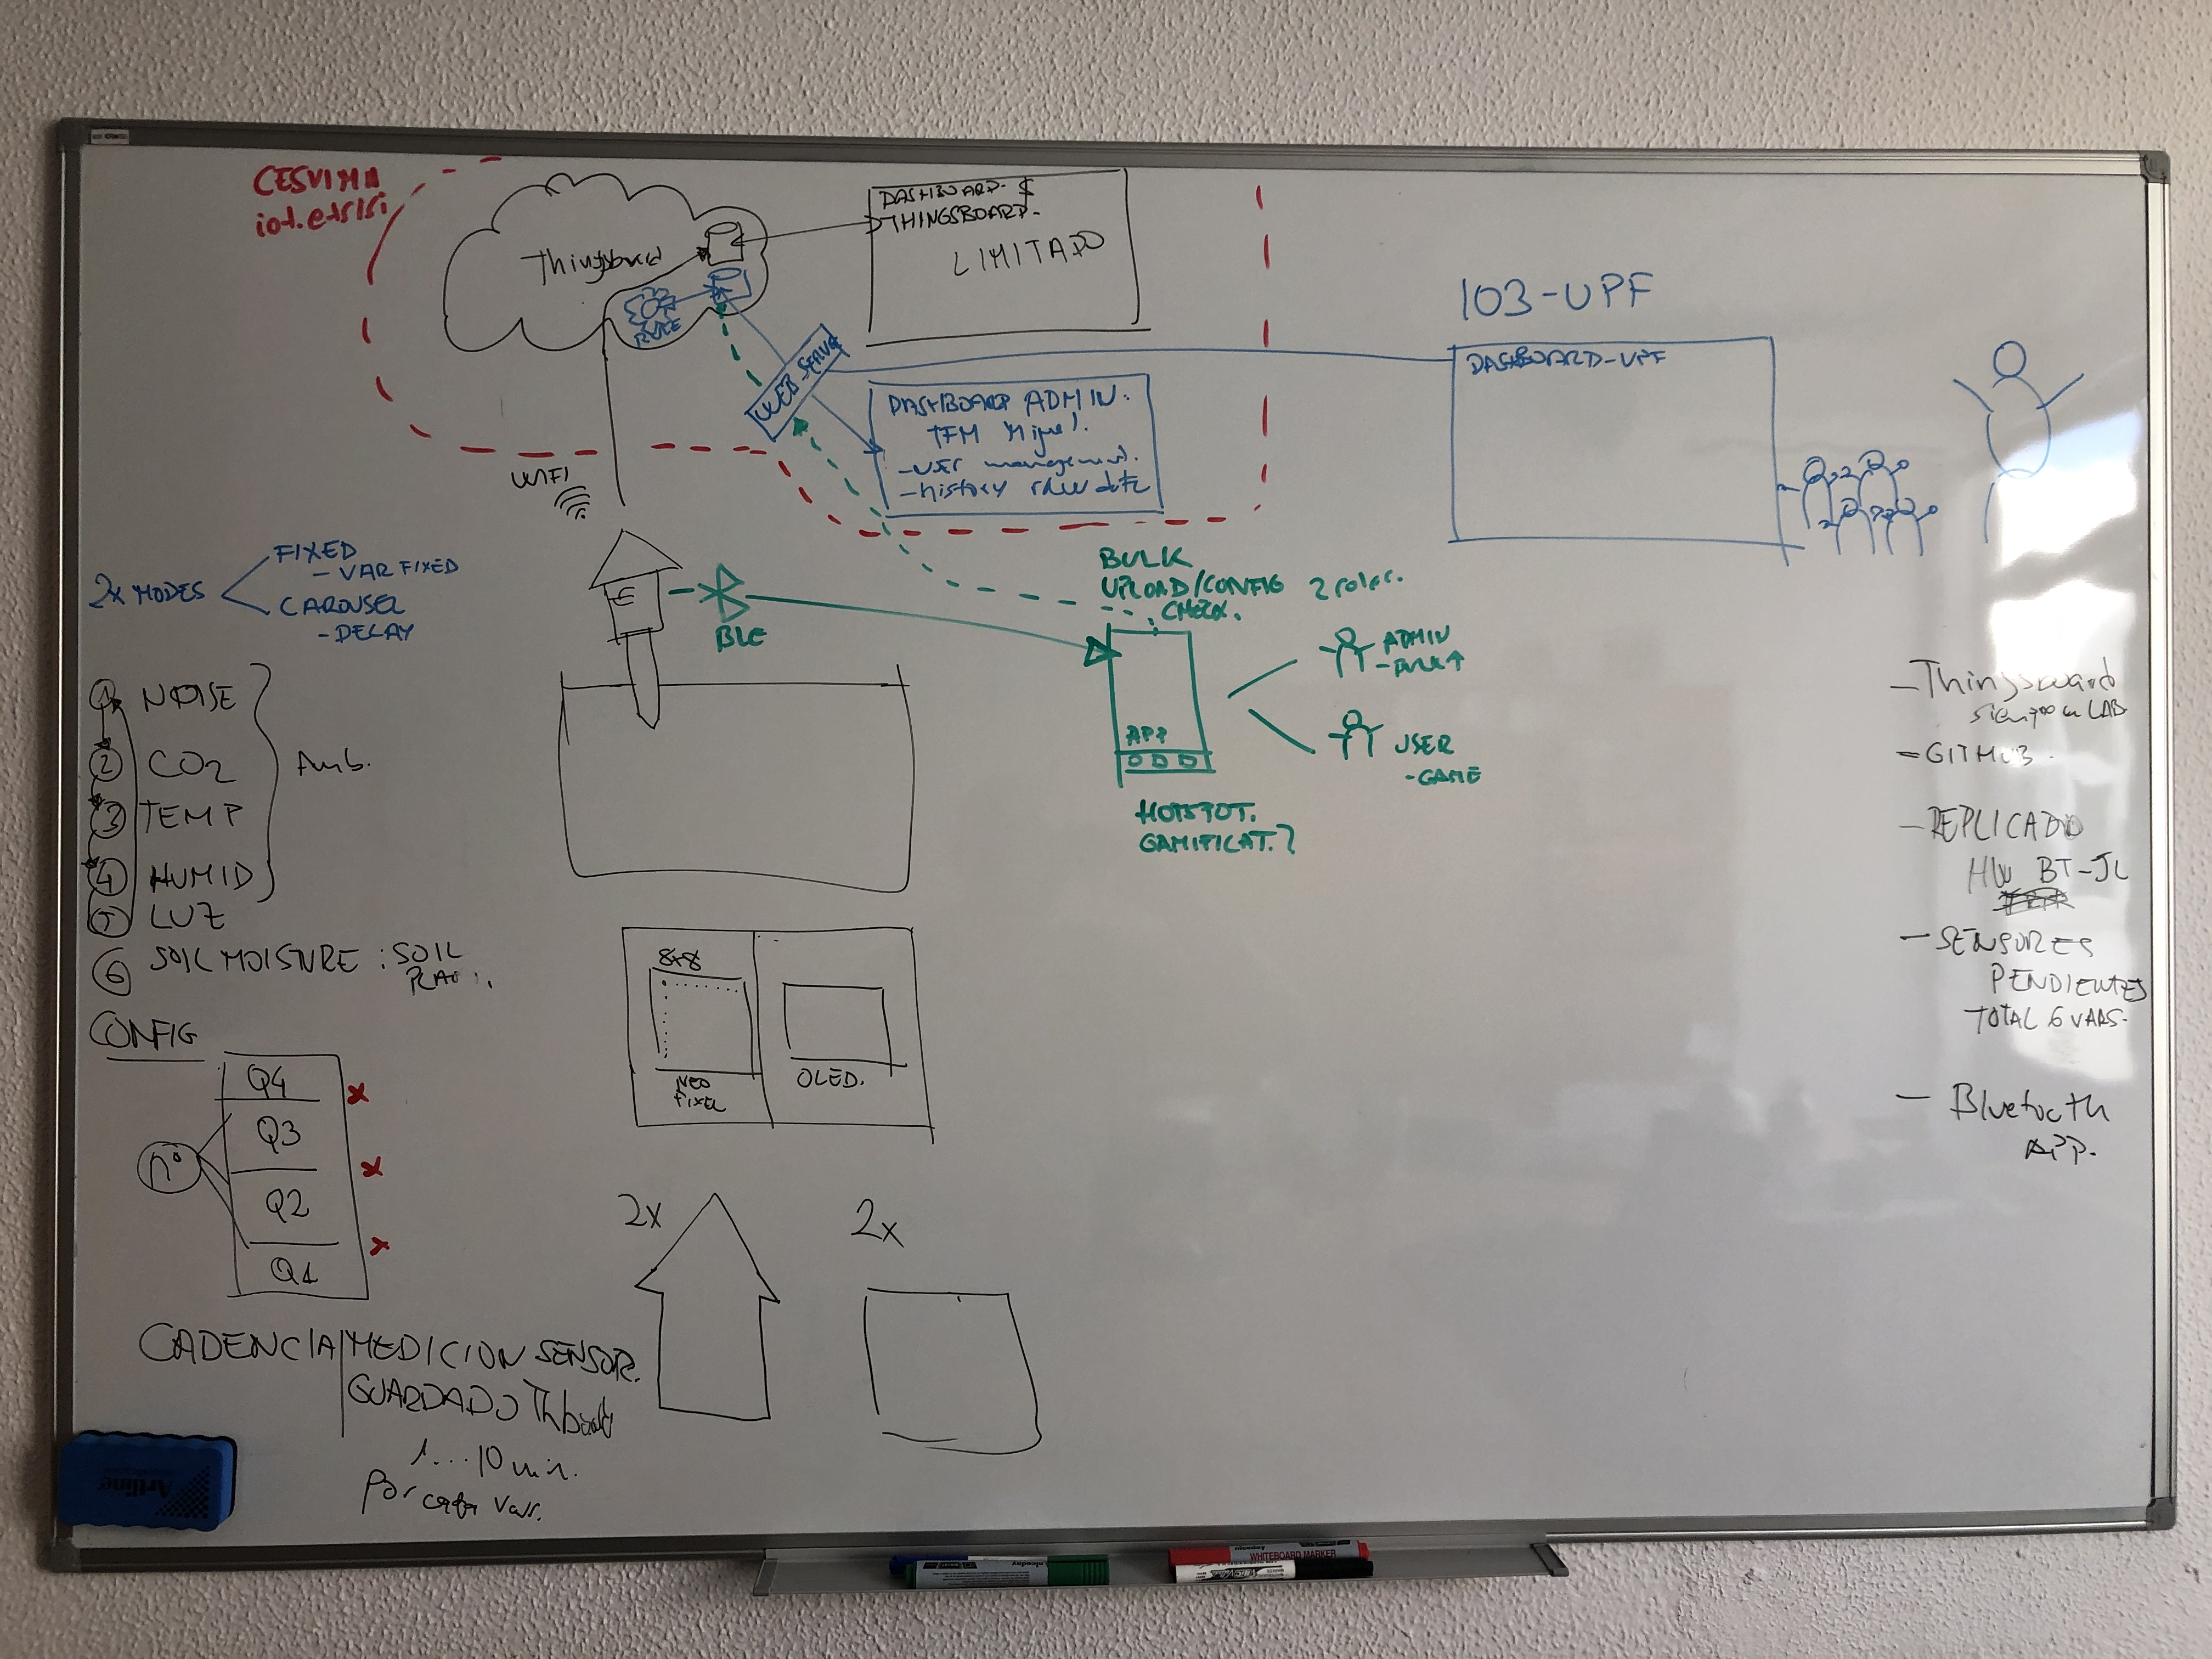 CESVIMA
iot.etsisi
Thingsboard
RULE
DASHBOARD- $
THINGSBOARD-
LIMITADO
WEB SERVE
DASHBOARD ADMIN.
TFM Miguel.
- USER management.
- history raw data
103-UPF
DASHBOARD-UPF
WIFI
2x MODES
FIXED
- VAR FIXED
CAROUSEL
- DELAY
BLE
BULK
UPLOAD/CONFIG
CHECK.
2 roles.
APP
ADMIN
- BULK↑
USER
- GAME
HOTSPOT.
GAMIFICAT.?
1 NOISE
2 CO2
3 TEMP
4 HUMID
Amb.
5 LUZ
6 SOIL MOISTURE : SOIL
CONFIG
Q4
Q3
Q2
Q1
nº
CADENCIA
MEDICION SENSOR.
GUARDADO Thboard
1...10 min.
por cada var.
8x8
NEO
PIXEL
OLED.
2x
2x
- Thingsboard
siempre en LAB
- GITHUB.
- REPLICADO
HW BT-JL
- SENSORES
PENDIENTES
TOTAL 6 VARS.
- Bluetooth
APP.
Artline
WHITEBOARD MARKER